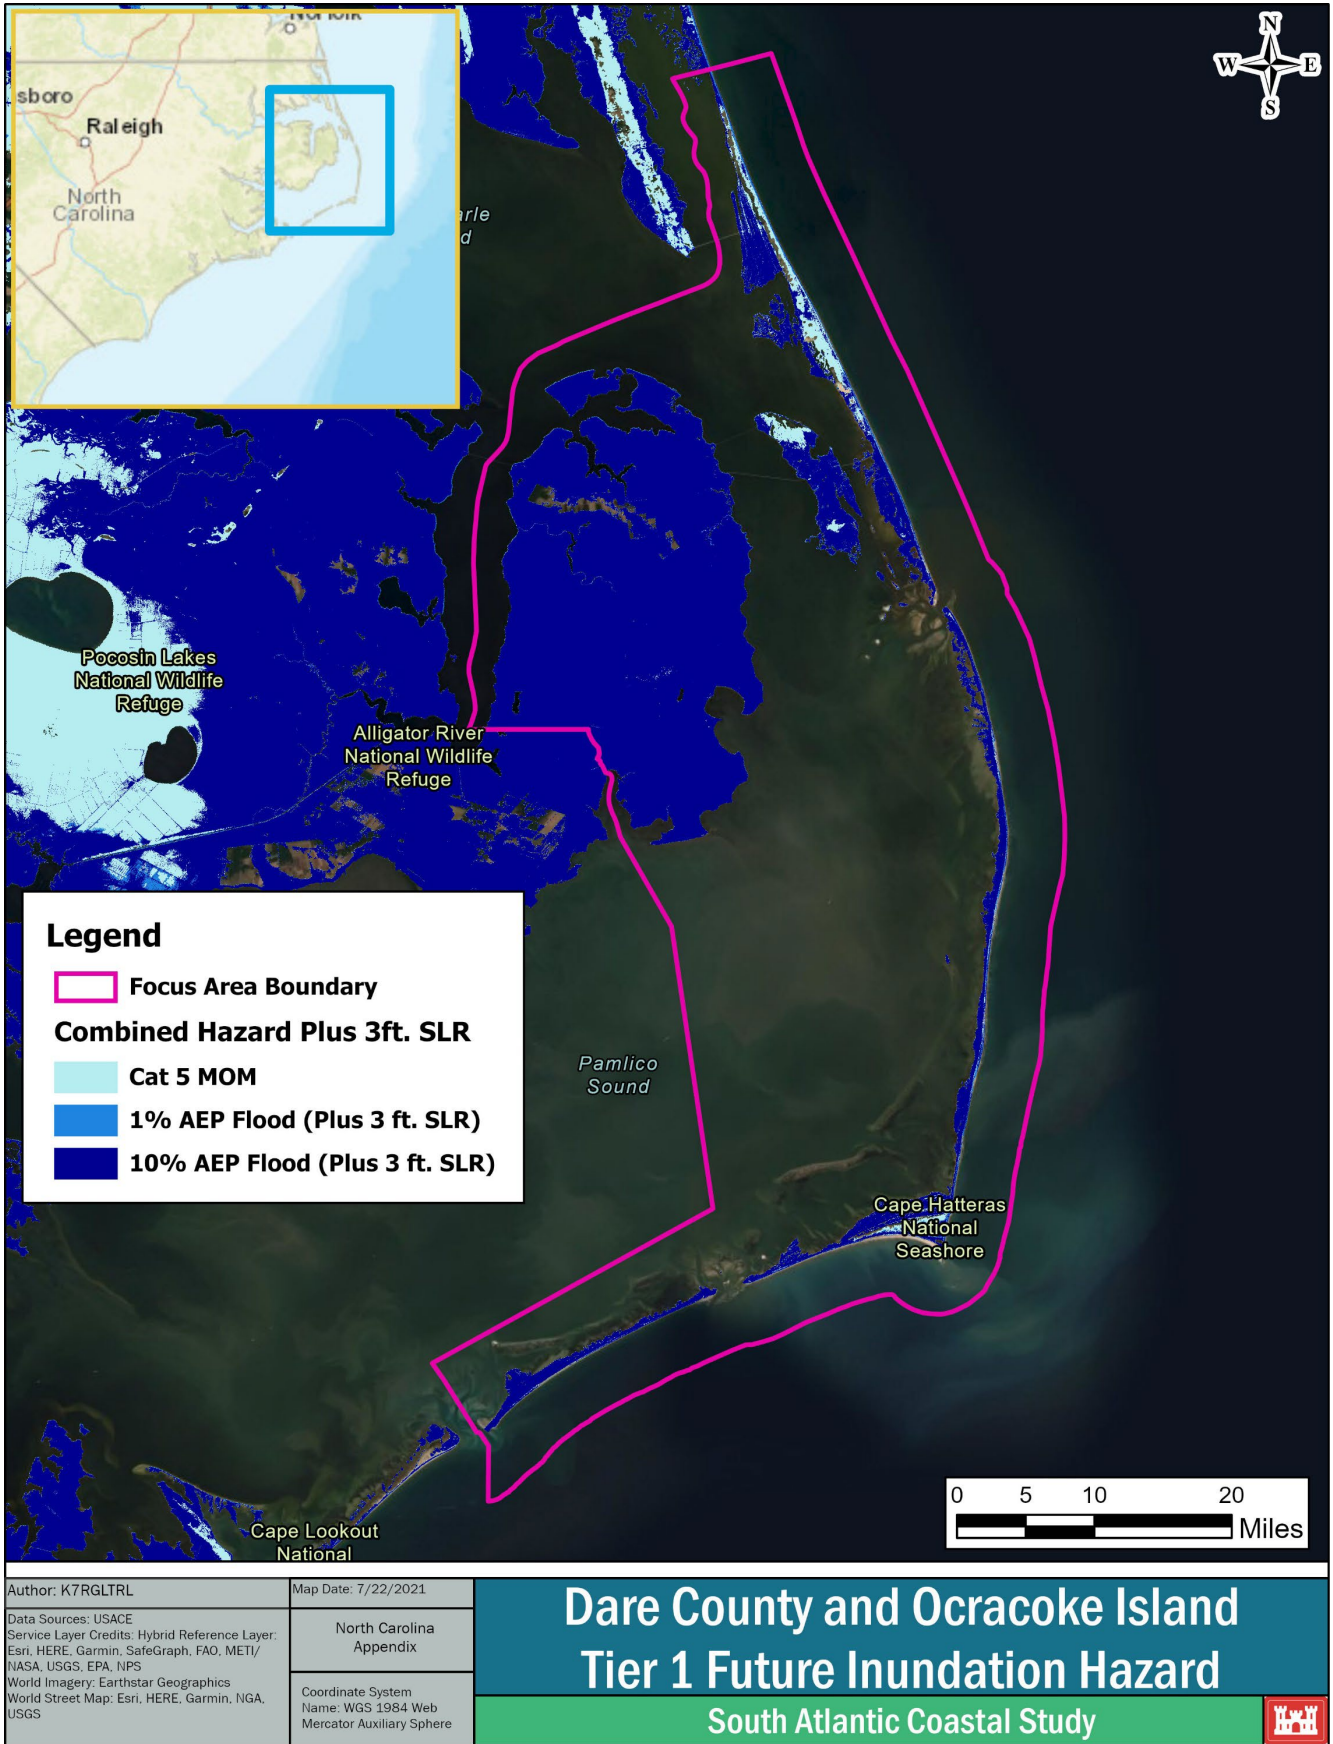 Norfolk
sboro
Raleigh
North
Carolina
N
W
E
S
arle
d
Pocosin Lakes
National Wildlife
Refuge
Alligator River
National Wildlife
Refuge
Legend
Focus Area Boundary
Combined Hazard Plus 3ft. SLR
Cat 5 MOM
1% AEP Flood (Plus 3 ft. SLR)
10% AEP Flood (Plus 3 ft. SLR)
Pamlico
Sound
Cape Hatteras
National
Seashore
Cape Lookout
National
0 5 10 20
Miles
Author: K7RGLTRL
Map Date: 7/22/2021
Data Sources: USACE
Service Layer Credits: Hybrid Reference Layer:
Esri, HERE, Garmin, SafeGraph, FAO, METI/
NASA, USGS, EPA, NPS
World Imagery: Earthstar Geographics
World Street Map: Esri, HERE, Garmin, NGA,
USGS
North Carolina
Appendix
Coordinate System
Name: WGS 1984 Web
Mercator Auxiliary Sphere
Dare County and Ocracoke Island
Tier 1 Future Inundation Hazard
South Atlantic Coastal Study